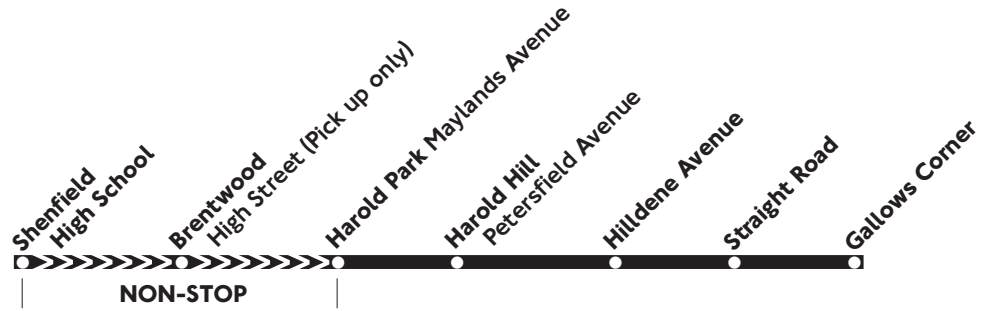 Shenfield
High School
Brentwood
High Street (Pick up only)
Harold Park Maylands Avenue
Harold Hill
Petersfield Avenue
Hilldene Avenue
Straight Road
Gallows Corner
NON-STOP